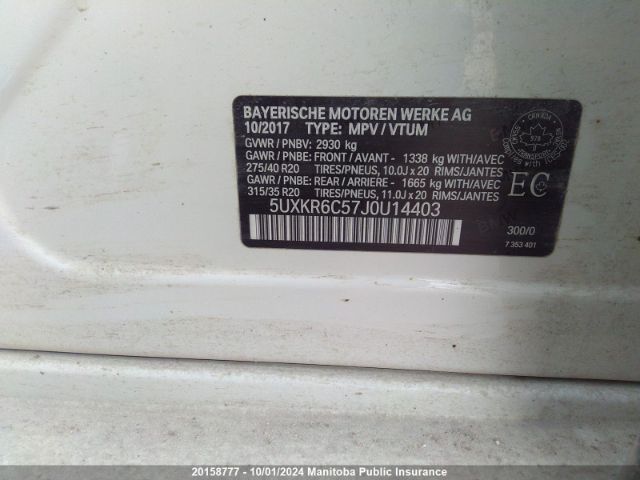 BAYERISCHE MOTOREN WERKE AG
10/2017 TYPE: MPV / VTUM
GVWR / PNBV: 2930 kg
GAWR / PNBE: FRONT / AVANT - 1338 kg WITH/AVEC
275/40 R20 TIRES/PNEUS, 10.0J x 20 RIMS/JANTES
GAWR / PNBE: REAR / ARRIERE - 1665 kg WITH/AVEC
315/35 R20 TIRES/PNEUS, 11.0J x 20 RIMS/JANTES
5UXKR6C57J0U14403
CANADA
978
EC
300/0
7 353 401
20158777 - 10/01/2024 Manitoba Public Insurance